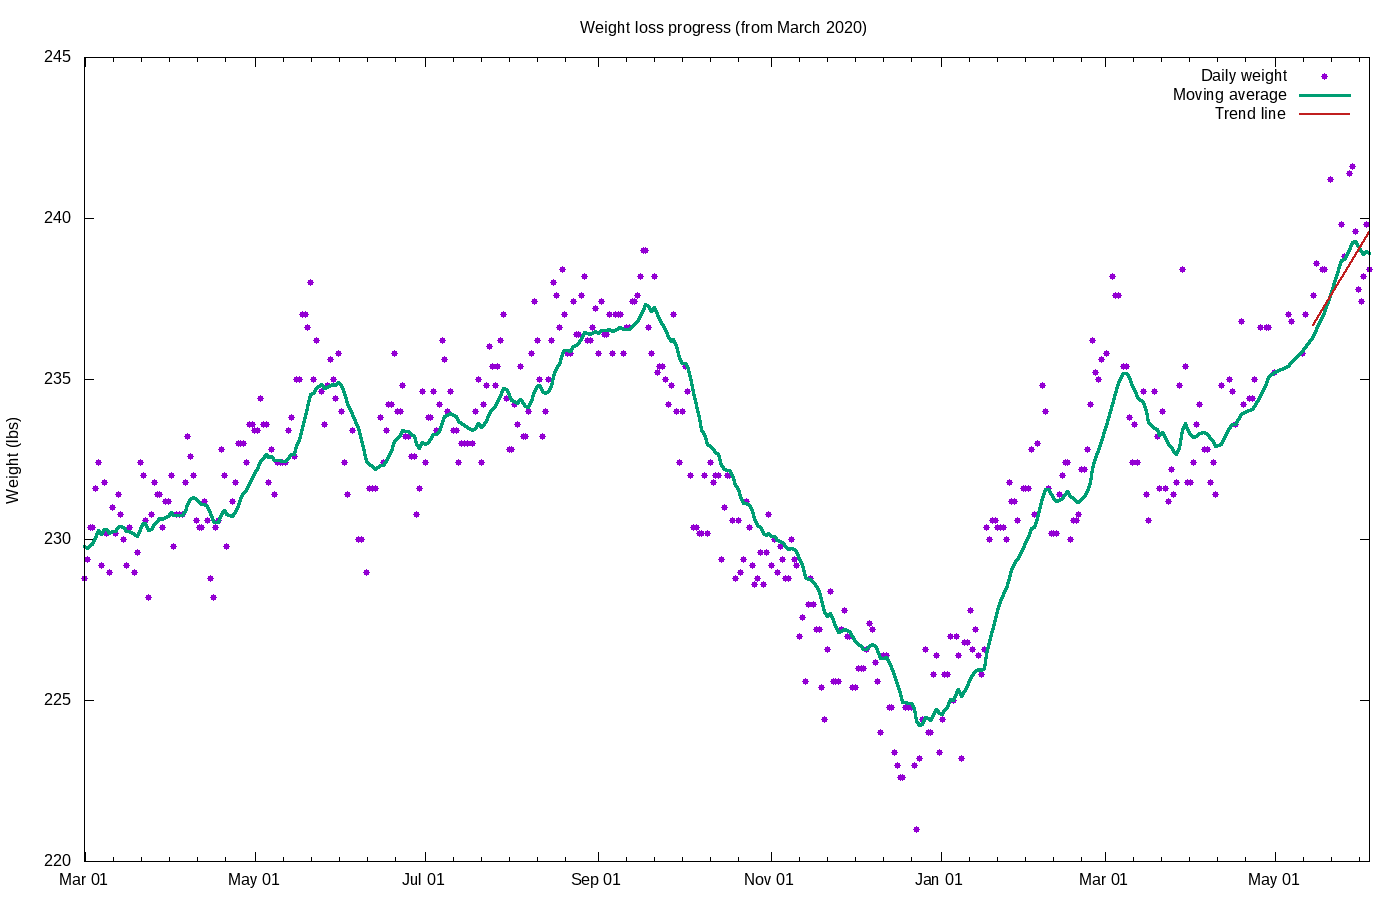 Weight loss progress (from March 2020)
245
240
235
230
225
220
Weight (lbs)
Daily weight
Moving average
Trend line
Mar 01
May 01
Jul 01
Sep 01
Nov 01
Jan 01
Mar 01
May 01